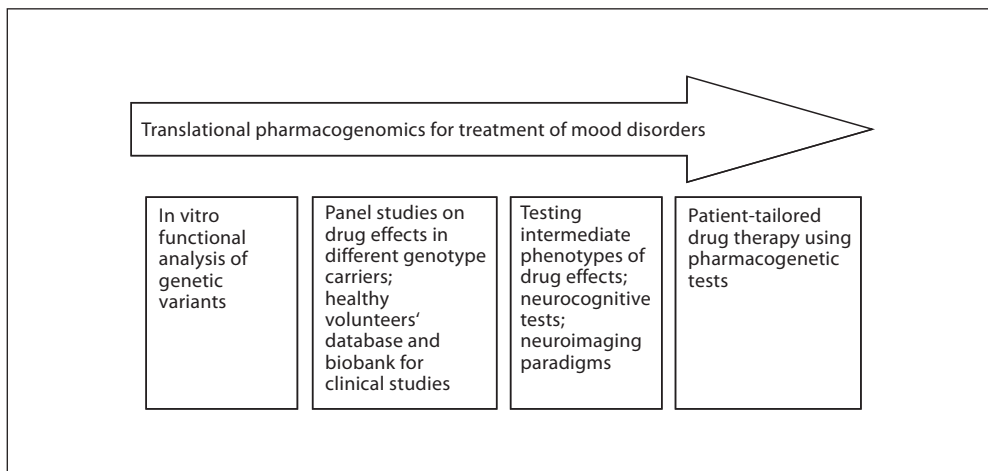 Translational pharmacogenomics for treatment of mood disorders
In vitro
functional
analysis of
genetic
variants
Panel studies on
drug effects in
different genotype
carriers;
healthy
volunteers‘
database and
biobank for
clinical studies
Testing
intermediate
phenotypes of
drug effects;
neurocognitive
tests;
neuroimaging
paradigms
Patient-tailored
drug therapy using
pharmacogenetic
tests